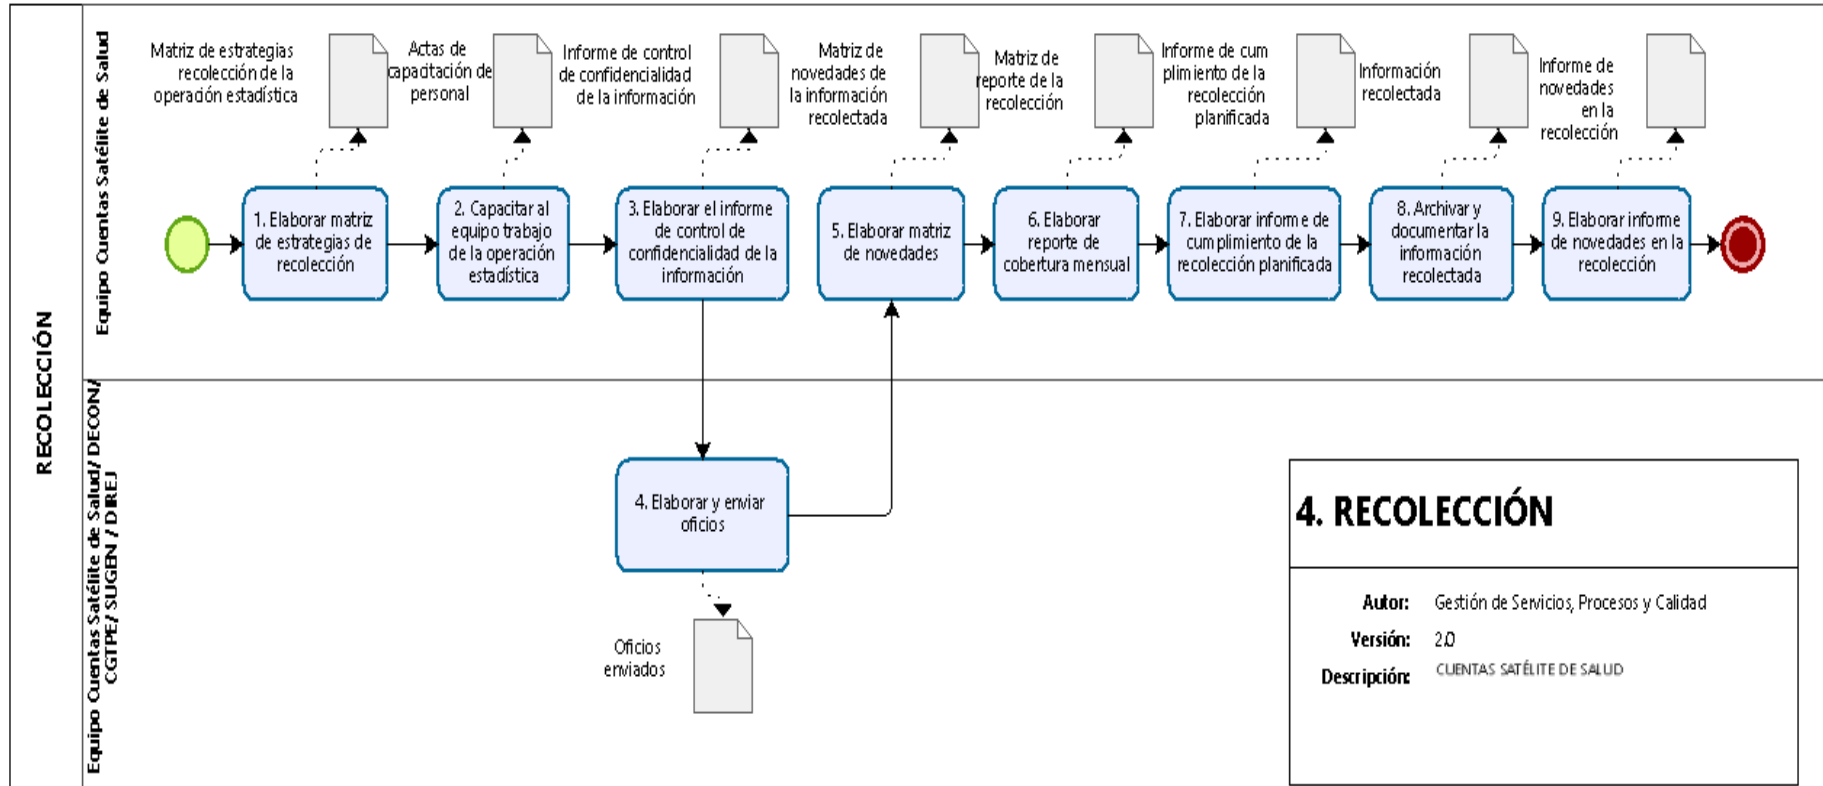 RECOLECCIÓN
Equipo Cuentas Satélite de Salud
Matriz de estrategias
recolección de la
operación estadística
Actas de
capacitación de
personal
Informe de control
de confidencialidad
de la información
Matriz de
novedades de
la información
recolectada
Matriz de
reporte de la
recolección
Informe de cum
plimiento de la
recolección
planificada
Información
recolectada
Informe de
novedades
en la
recolección
1. Elaborar matriz
de estrategias de
recolección
2. Capacitar al
equipo trabajo
de la operación
estadística
3. Elaborar el informe
de control de
confidencialidad de la
información
5. Elaborar matriz
de novedades
6. Elaborar
reporte de
cobertura mensual
7. Elaborar informe de
cumplimiento de la
recolección planificada
8. Archivar y
documentar la
información
recolectada
9. Elaborar informe
de novedades en la
recolección
Equipo Cuentas Satélite de Salud/ DECON/
CGTPE/ SUGEN / DIREJ
4. Elaborar y enviar
oficios
Oficios
enviados
4. RECOLECCIÓN
Autor: Gestión de Servicios, Procesos y Calidad
Versión: 2.0
Descripción: CUENTAS SATÉLITE DE SALUD